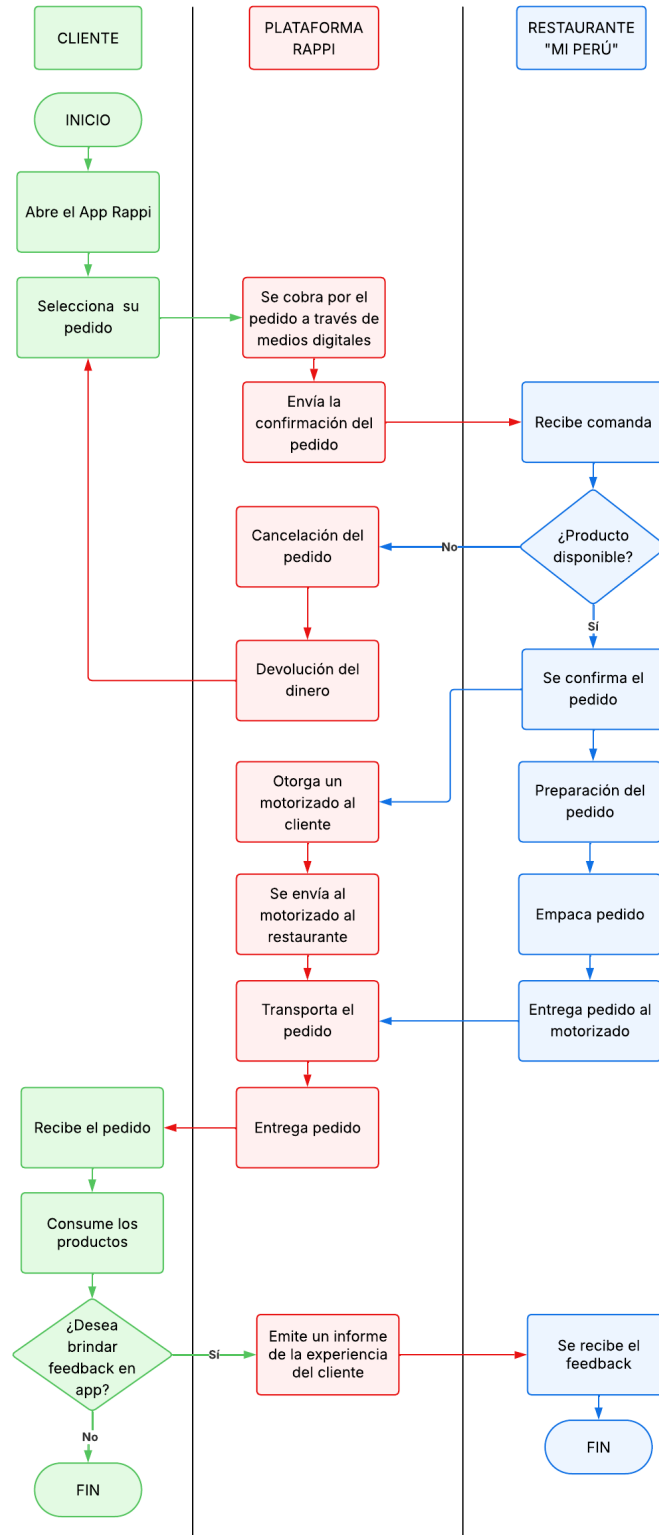 CLIENTE
PLATAFORMA
RAPPI
RESTAURANTE
"MI PERÚ"
INICIO
Abre el App Rappi
Selecciona su
pedido
Se cobra por el
pedido a través de
medios digitales
Envía la
confirmación del
pedido
Recibe comanda
¿Producto
disponible?
No
Cancelación del
pedido
Sí
Devolución del
dinero
Se confirma el
pedido
Otorga un
motorizado al
cliente
Preparación del
pedido
Se envía al
motorizado al
restaurante
Empaca pedido
Transporta el
pedido
Entrega pedido al
motorizado
Entrega pedido
Recibe el pedido
Consume los
productos
¿Desea
brindar
feedback en
app?
Sí
Emite un informe
de la experiencia
del cliente
Se recibe el
feedback
No
FIN
FIN